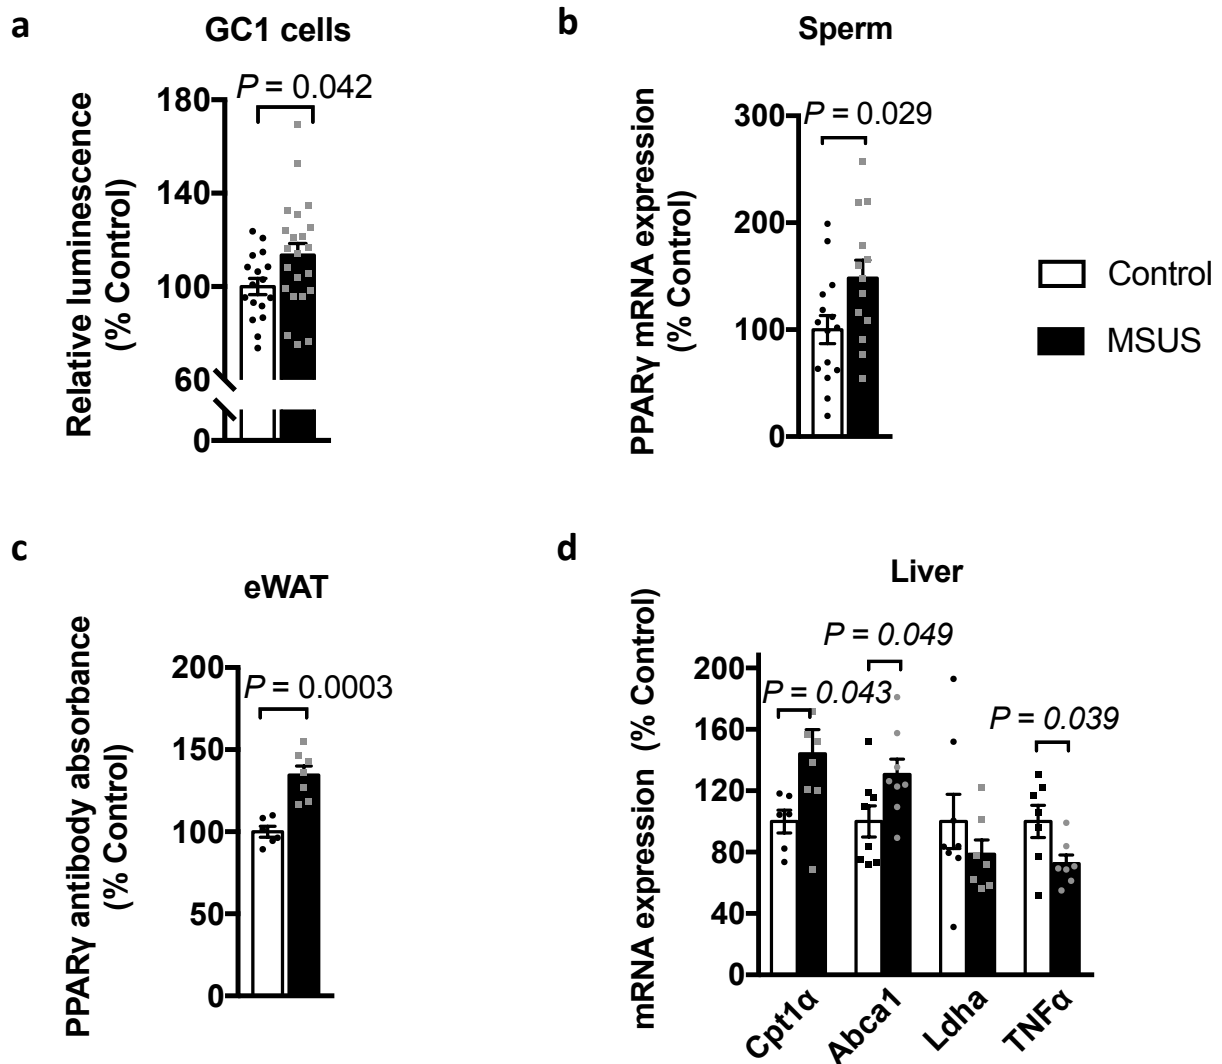 a
GC1 cells
Relative luminescence
(% Control)
P = 0.042
180
140
100
60
0
b
Sperm
PPARγ mRNA expression
(% Control)
P = 0.029
300
200
100
0
Control
MSUS
c
eWAT
PPARγ antibody absorbance
(% Control)
P = 0.0003
200
150
100
50
0
d
Liver
mRNA expression (% Control)
P = 0.049
P = 0.043
P = 0.039
200
160
120
80
40
0
Cpt1α
Abca1
Ldha
TNFα